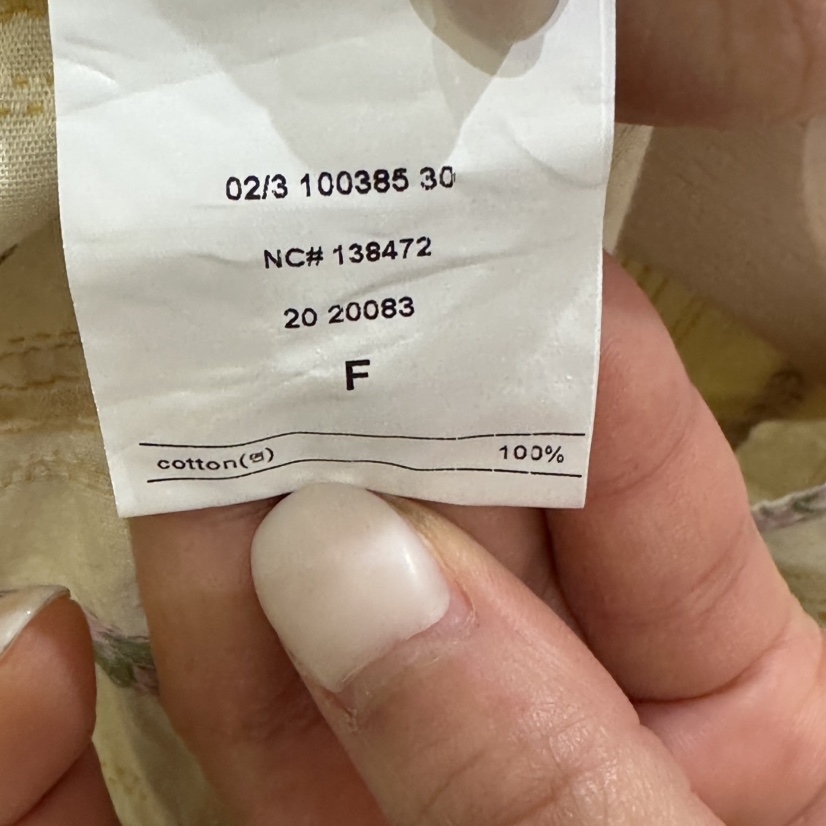 02/3 100385 30
NC# 138472
20 20083
F
cotton() 100%